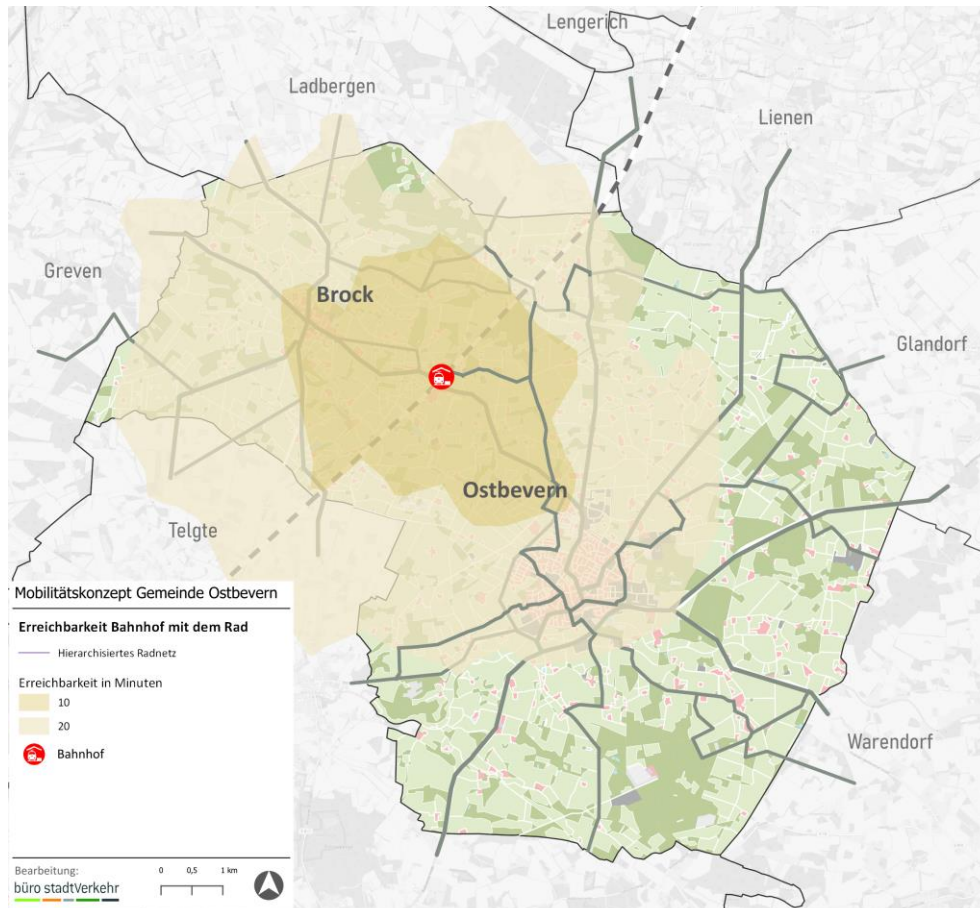 Lengerich
Ladbergen
Lienen
Greven
Brock
Glandorf
Ostbevern
Telgte
Warendorf
Mobilitätskonzept Gemeinde Ostbevern
Erreichbarkeit Bahnhof mit dem Rad
Hierarchisiertes Radnetz
Erreichbarkeit in Minuten
10
20
Bahnhof
Bearbeitung:
büro stadtVerkehr
0 0,5 1 km